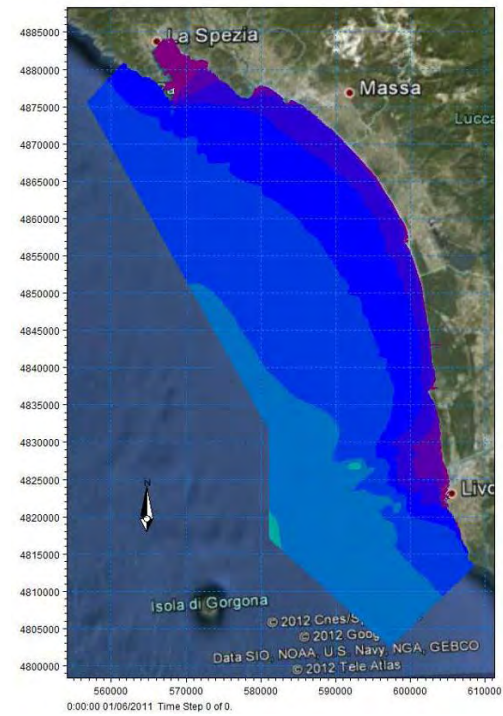 4885000
La Spezia
4880000
Massa
4875000
Lucca
4870000
4865000
4860000
4855000
4850000
4845000
4840000
4835000
4830000
4825000
Livo
4820000
N
4815000
4810000
Isola di Gorgona
© 2012 Cnes/S
4805000
© 2012 Goog
Data SIO, NOAA, U.S. Navy, NGA, GEBCO
4800000
© 2012 Tele Atlas
560000 570000 580000 590000 600000 610000
0:00:00 01/06/2011 Time Step 0 of 0.